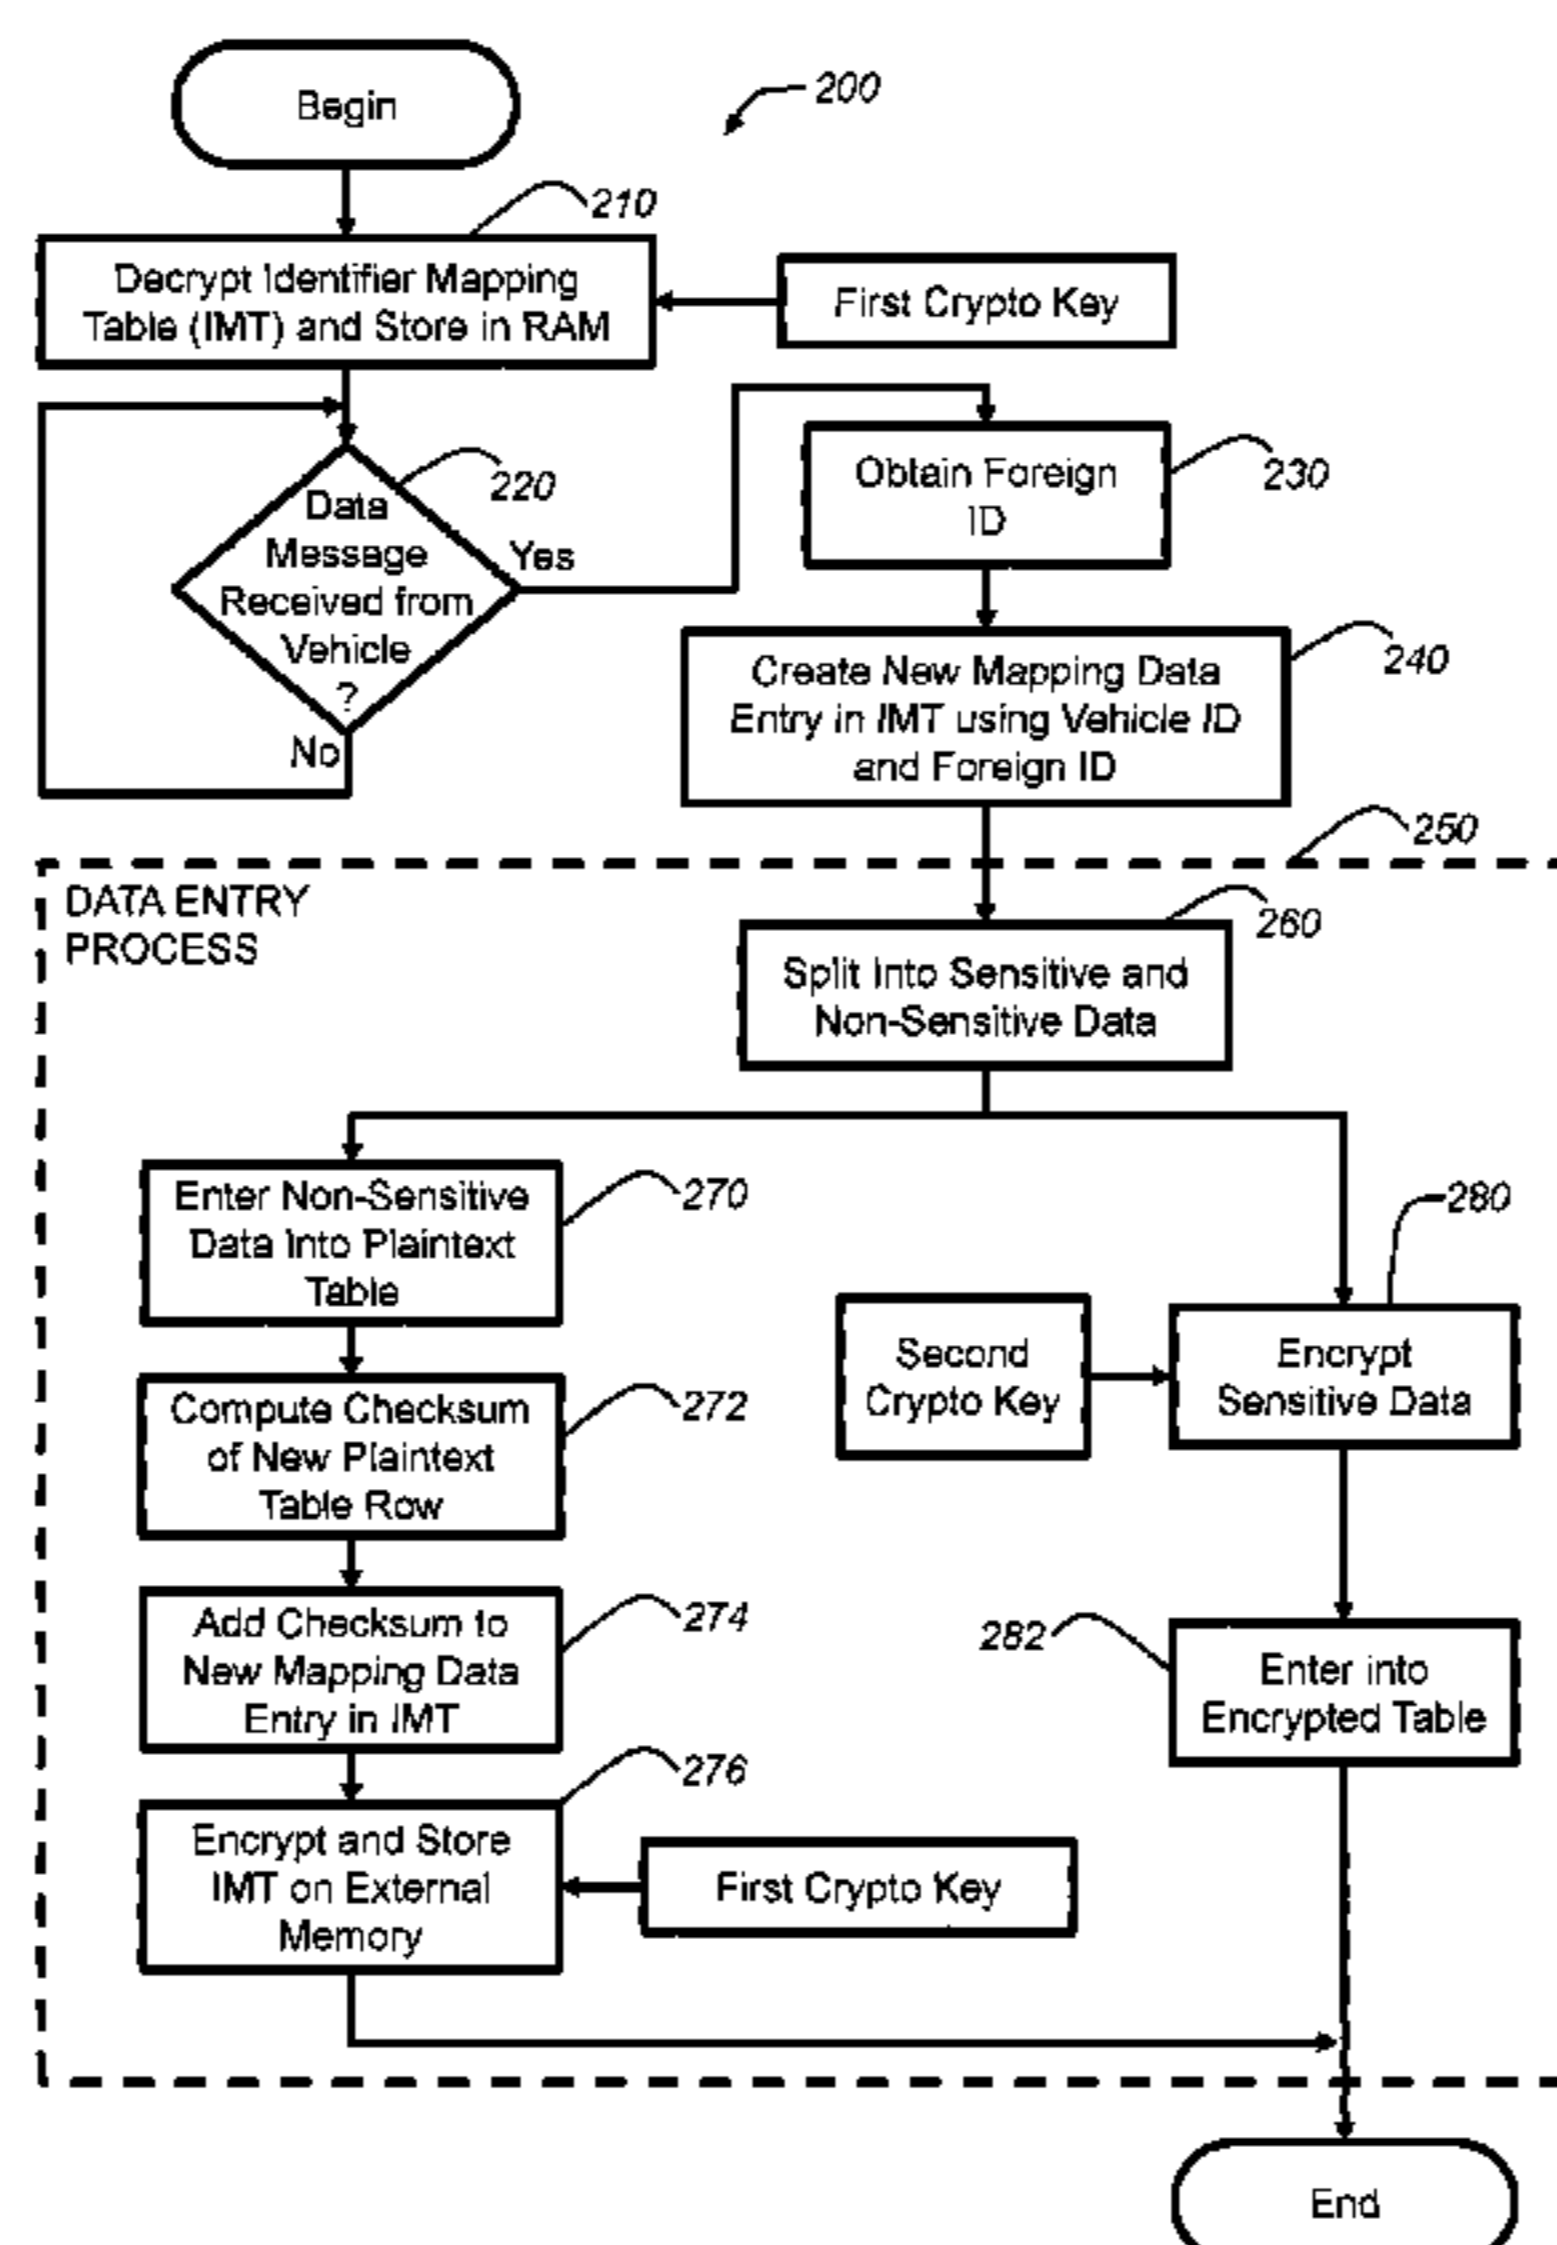 Begin
200
210
Decrypt Identifier Mapping
Table (IMT) and Store in RAM
First Crypto Key
220
Data
Message
Received from
Vehicle
?
Yes
No
Obtain Foreign
ID
230
Create New Mapping Data
Entry in IMT using Vehicle ID
and Foreign ID
240
250
DATA ENTRY
PROCESS
260
Split Into Sensitive and
Non-Sensitive Data
Enter Non-Sensitive
Data Into Plaintext
Table
270
Compute Checksum
of New Plaintext
Table Row
272
Add Checksum to
New Mapping Data
Entry in IMT
274
Encrypt and Store
IMT on External
Memory
276
First Crypto Key
Second
Crypto Key
280
Encrypt
Sensitive Data
282
Enter into
Encrypted Table
End